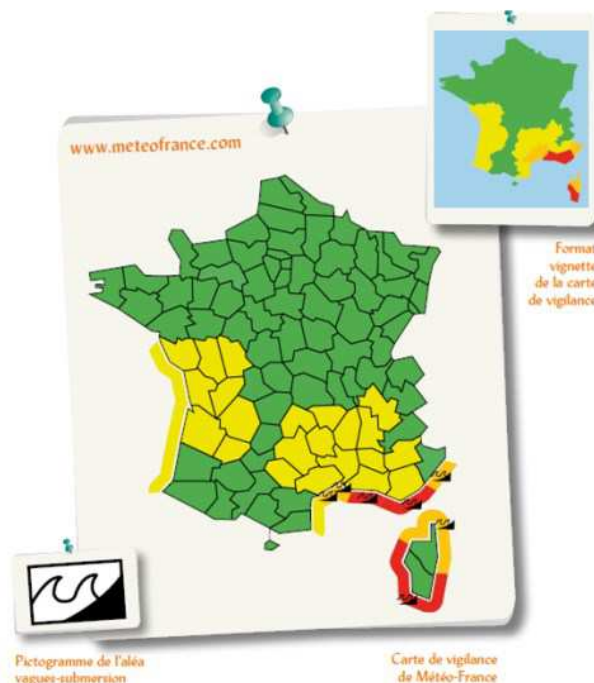 www.meteofrance.com
Format
vignette
de la carte
de vigilance
Pictogramme de l'aléa
vagues-submersion
Carte de vigilance
de Météo-France